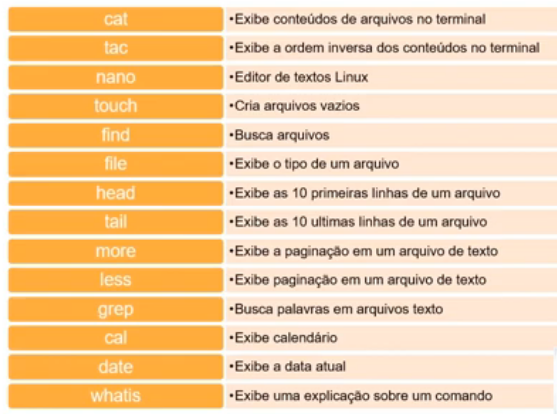 cat •Exibe conteúdos de arquivos no terminal
tac •Exibe a ordem inversa dos conteúdos no terminal
nano •Editor de textos Linux
touch •Cria arquivos vazios
find •Busca arquivos
file •Exibe o tipo de um arquivo
head •Exibe as 10 primeiras linhas de um arquivo
tail •Exibe as 10 ultimas linhas de um arquivo
more •Exibe a paginação em um arquivo de texto
less •Exibe paginação em um arquivo de texto
grep •Busca palavras em arquivos texto
cal •Exibe calendário
date •Exibe a data atual
whatis •Exibe uma explicação sobre um comando